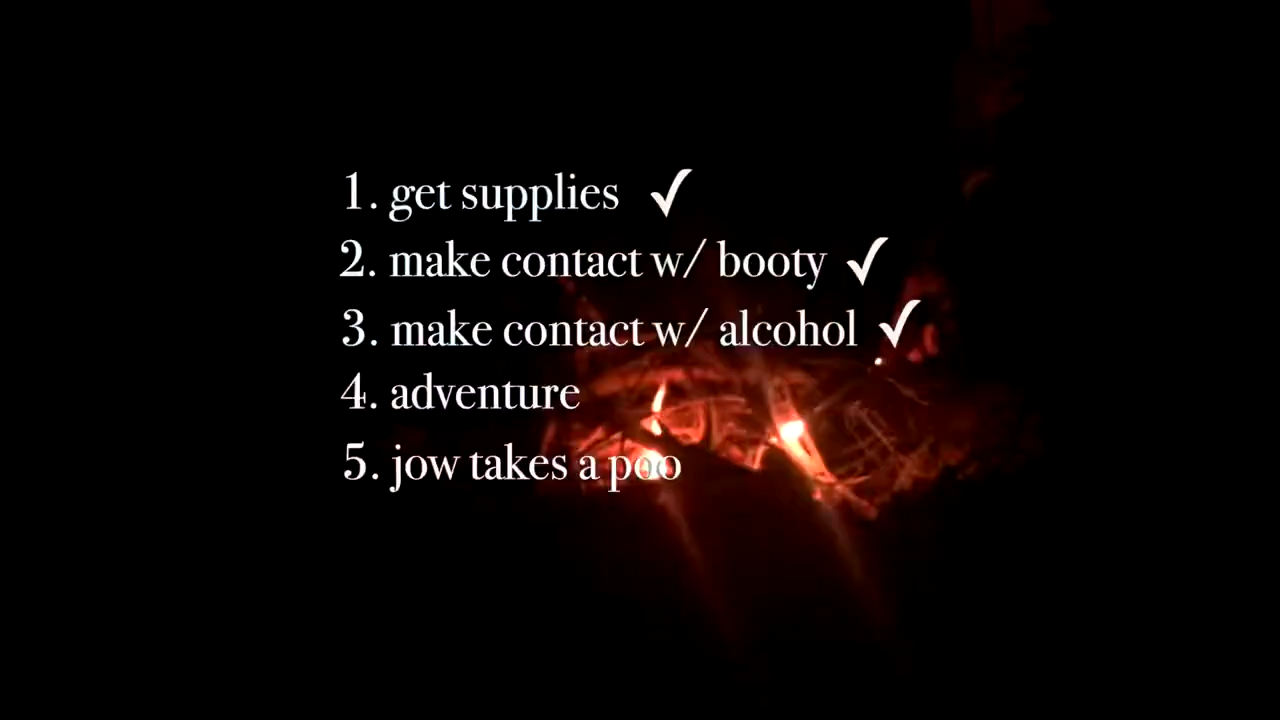 1. get supplies ✓
2. make contact w/ booty ✓
3. make contact w/ alcohol ✓
4. adventure
5. jow takes a poo